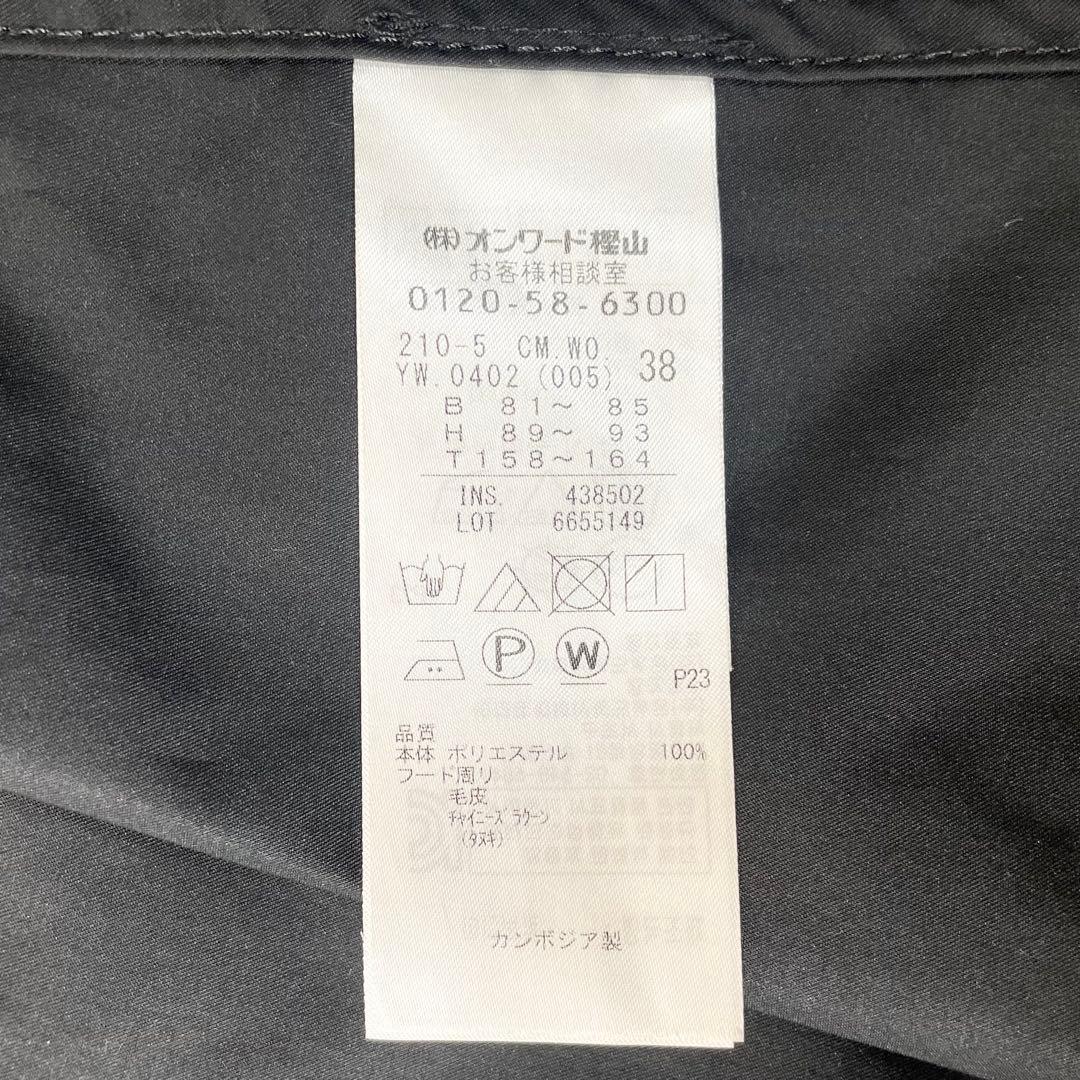 (株)オンワード樫山
お客様相談室
0120-58-6300
210-5 CM.WO.
YW.0402 (005) 38
B 81～ 85
H 89～ 93
T 158～164
INS. 438502
LOT 6655149
P W
P23
品質
本体 ポリエステル 100%
フード周リ
毛皮
ﾁｬｲﾆｰｽﾞﾗｸｰﾝ
(ﾀﾇｷ)
カンボジア製